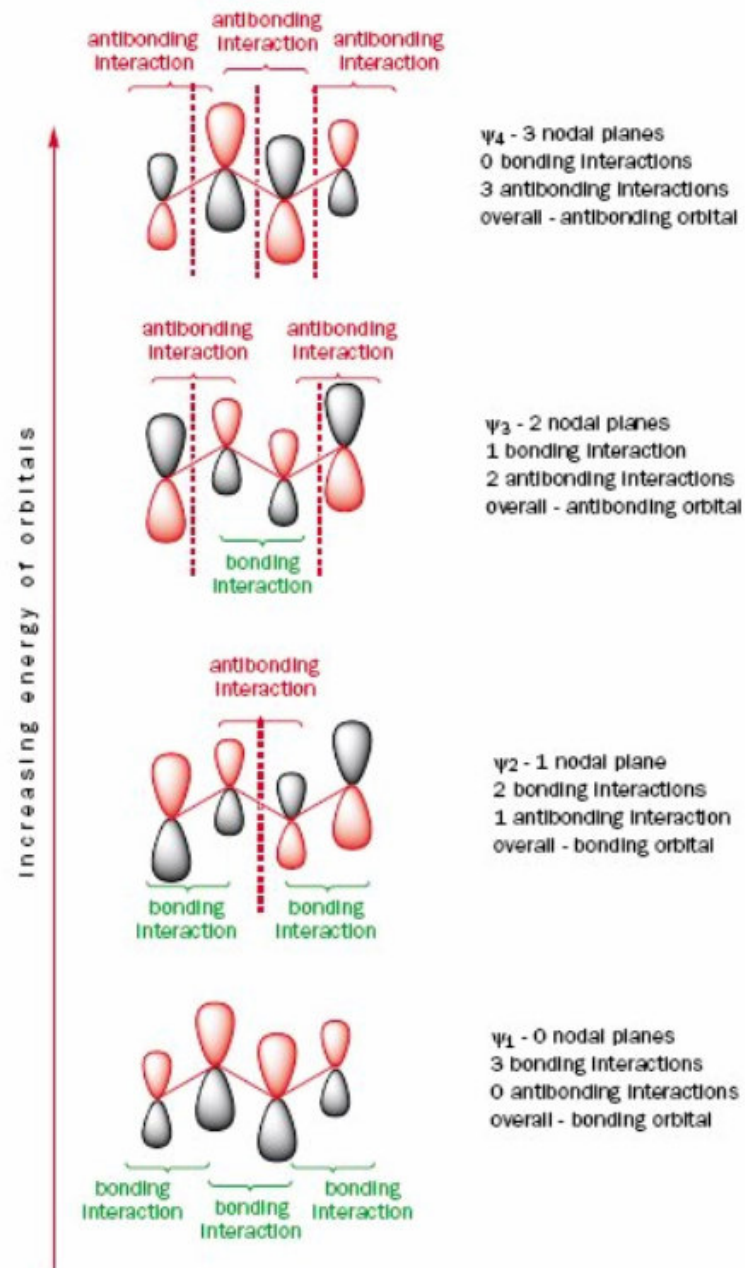 antibonding
interaction
antibonding
interaction
antibonding
interaction
ψ4 - 3 nodal planes
0 bonding interactions
3 antibonding interactions
overall - antibonding orbital
antibonding
interaction
antibonding
interaction
ψ3 - 2 nodal planes
1 bonding interaction
2 antibonding interactions
overall - antibonding orbital
bonding
interaction
increasing energy of orbitals
antibonding
interaction
ψ2 - 1 nodal plane
2 bonding interactions
1 antibonding interaction
overall - bonding orbital
bonding
interaction
bonding
interaction
ψ1 - 0 nodal planes
3 bonding interactions
0 antibonding interactions
overall - bonding orbital
bonding
interaction
bonding
interaction
bonding
interaction